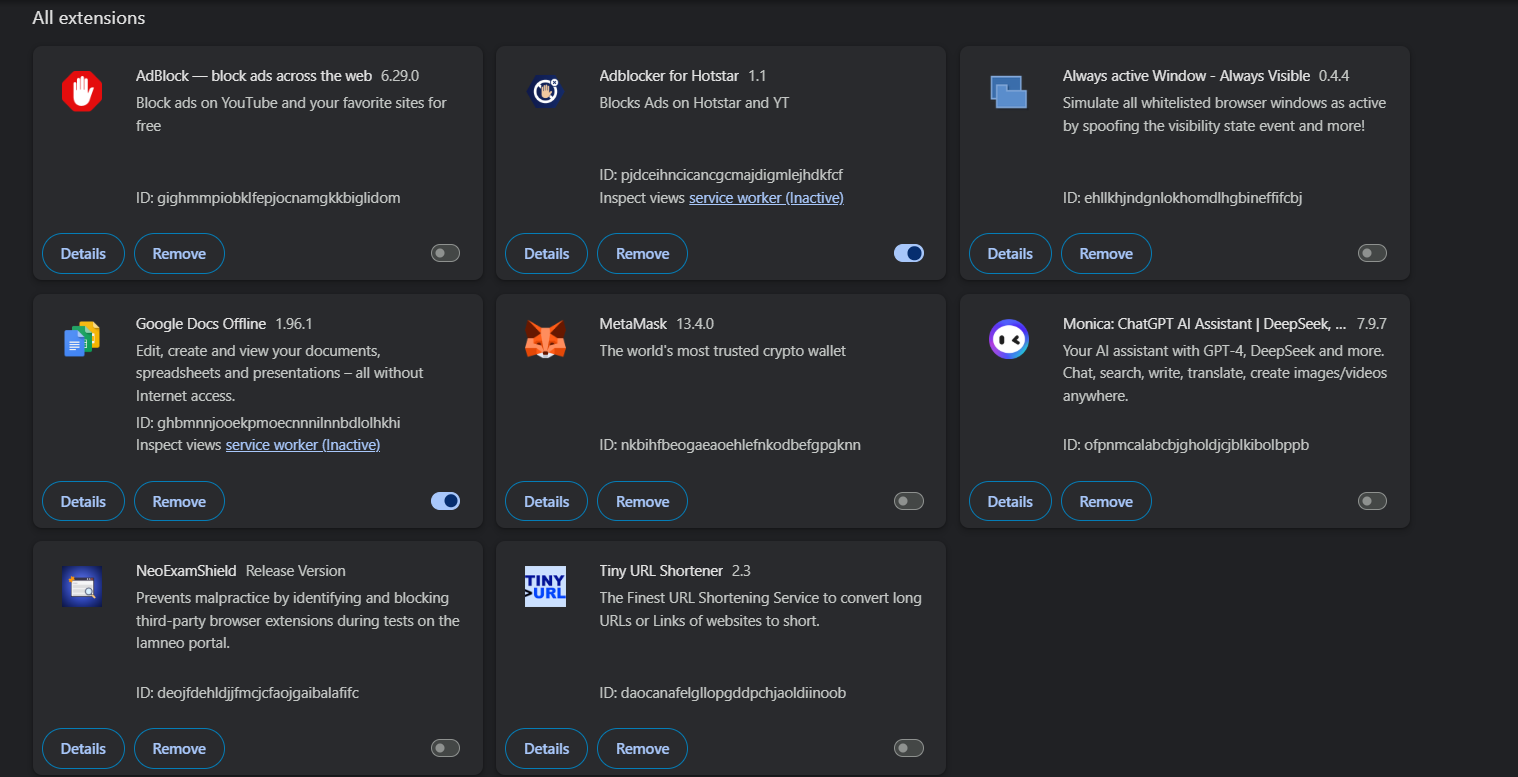 All extensions
AdBlock — block ads across the web 6.29.0
Block ads on YouTube and your favorite sites for
free
ID: gighmmpiobklfepjocnamgkkbiglidom
Details
Remove
Adblocker for Hotstar 1.1
Blocks Ads on Hotstar and YT
ID: pjdceihncicancgcmajdigmlejhdkfcf
Inspect views service worker (Inactive)
Details
Remove
Always active Window - Always Visible 0.4.4
Simulate all whitelisted browser windows as active
by spoofing the visibility state event and more!
ID: ehllkhjndgnlokhomdlhgbineffifcbj
Details
Remove
Google Docs Offline 1.96.1
Edit, create and view your documents,
spreadsheets and presentations – all without
Internet access.
ID: ghbmnnjooekpmoecnnnilnnbdlolhkhi
Inspect views service worker (Inactive)
Details
Remove
MetaMask 13.4.0
The world's most trusted crypto wallet
ID: nkbihfbeogaeaoehlefnkodbefgpgknn
Details
Remove
Monica: ChatGPT AI Assistant | DeepSeek, ... 7.9.7
Your AI assistant with GPT-4, DeepSeek and more.
Chat, search, write, translate, create images/videos
anywhere.
ID: ofpnmcalabcbjgholdjcjblkibolbppb
Details
Remove
NeoExamShield Release Version
Prevents malpractice by identifying and blocking
third-party browser extensions during tests on the
Iamneo portal.
ID: deojfdehldjjfmcjcfaojgaibalafifc
Details
Remove
TINY
>URL
Tiny URL Shortener 2.3
The Finest URL Shortening Service to convert long
URLs or Links of websites to short.
ID: daocanafelgllopgddpchjaoldiinoob
Details
Remove